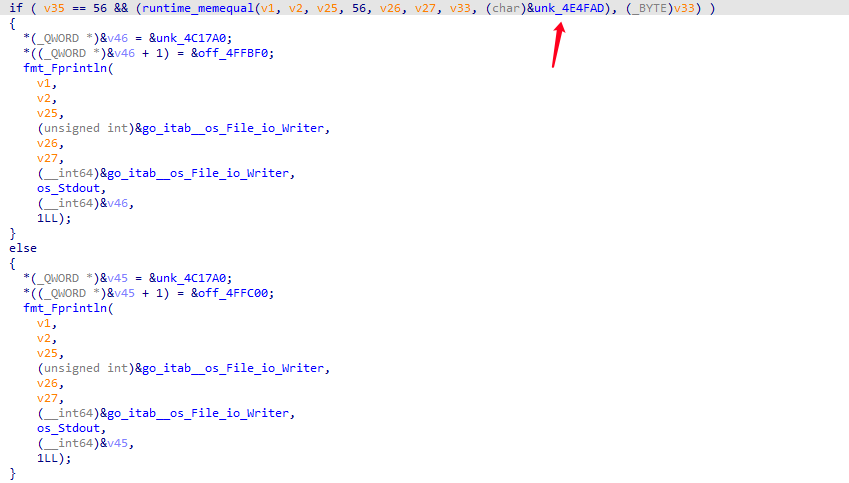 if ( v35 == 56 && (runtime_memequal(v1, v2, v25, 56, v26, v27, v33, (char)&unk_4E4FAD), (_BYTE)v33) )
{
  *(_QWORD *)&v46 = &unk_4C17A0;
  *((_QWORD *)&v46 + 1) = &off_4FFBF0;
  fmt_Fprintln(
    v1,
    v2,
    v25,
    (unsigned int)&go_itab__os_File_io_Writer,
    v26,
    v27,
    (__int64)&go_itab__os_File_io_Writer,
    os_Stdout,
    (__int64)&v46,
    1LL);
}
else
{
  *(_QWORD *)&v45 = &unk_4C17A0;
  *((_QWORD *)&v45 + 1) = &off_4FFC00;
  fmt_Fprintln(
    v1,
    v2,
    v25,
    (unsigned int)&go_itab__os_File_io_Writer,
    v26,
    v27,
    (__int64)&go_itab__os_File_io_Writer,
    os_Stdout,
    (__int64)&v45,
    1LL);
}